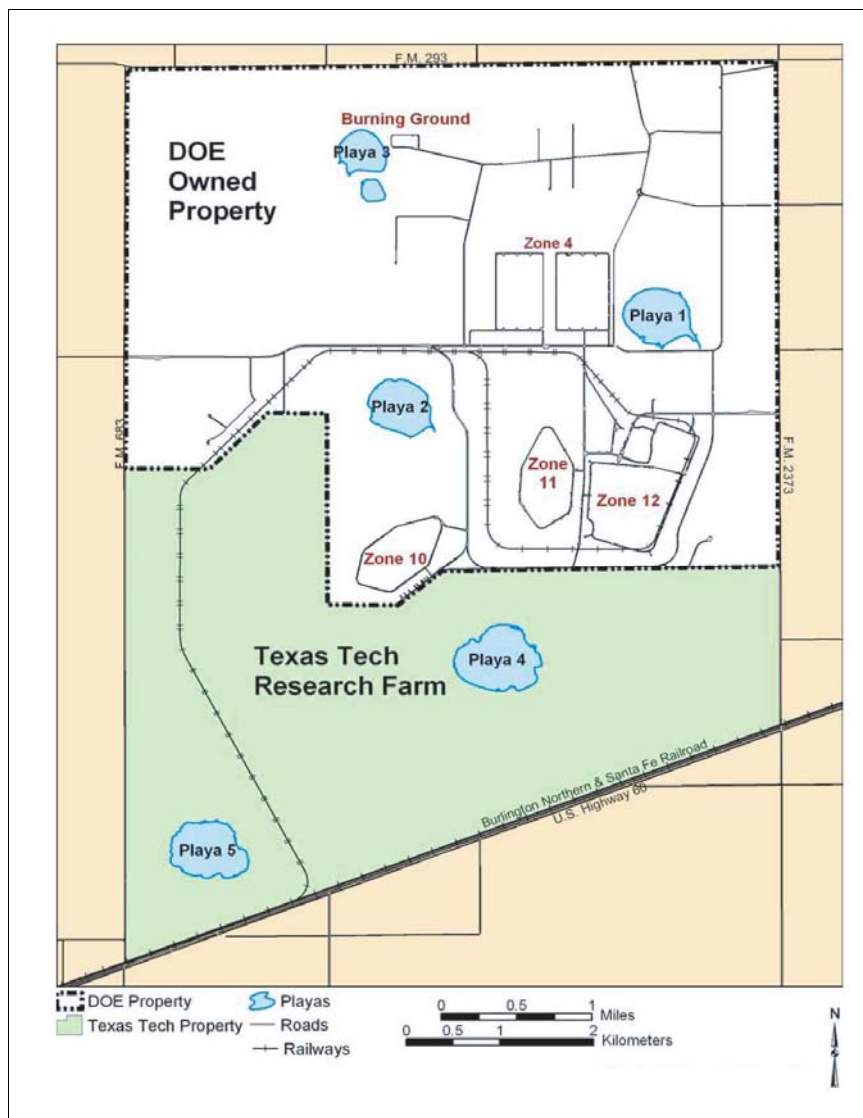 F.M. 293
Burning Ground
Playa 3
DOE
Owned
Property
Zone 4
Playa 1
Playa 2
F.M. 683
F.M. 2373
Zone
11
Zone 12
Zone 10
Texas Tech
Research Farm
Playa 4
Burlington Northern & Santa Fe Railroad
U.S. Highway 60
Playa 5
DOE Property
Playas
0 0.5 1
Miles
Texas Tech Property
Roads
0 0.5 1 2
Kilometers
Railways
N